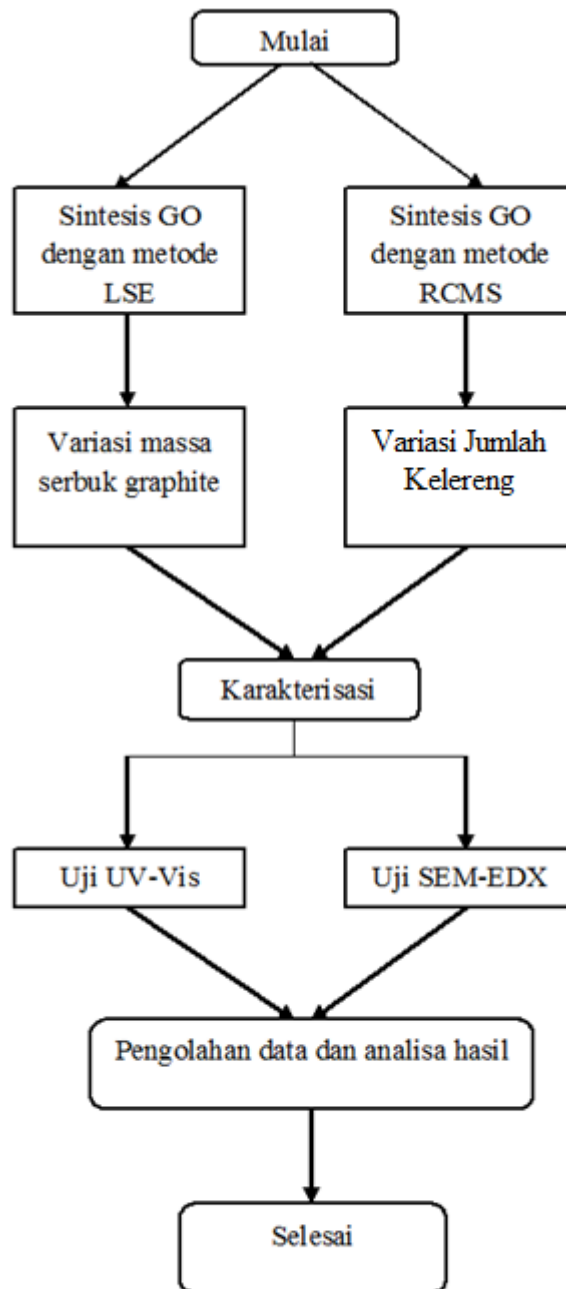 Mulai
Sintesis GO
dengan metode
LSE
Sintesis GO
dengan metode
RCMS
Variasi massa
serbuk graphite
Variasi Jumlah
Kelereng
Karakterisasi
Uji UV-Vis
Uji SEM-EDX
Pengolahan data dan analisa hasil
Selesai